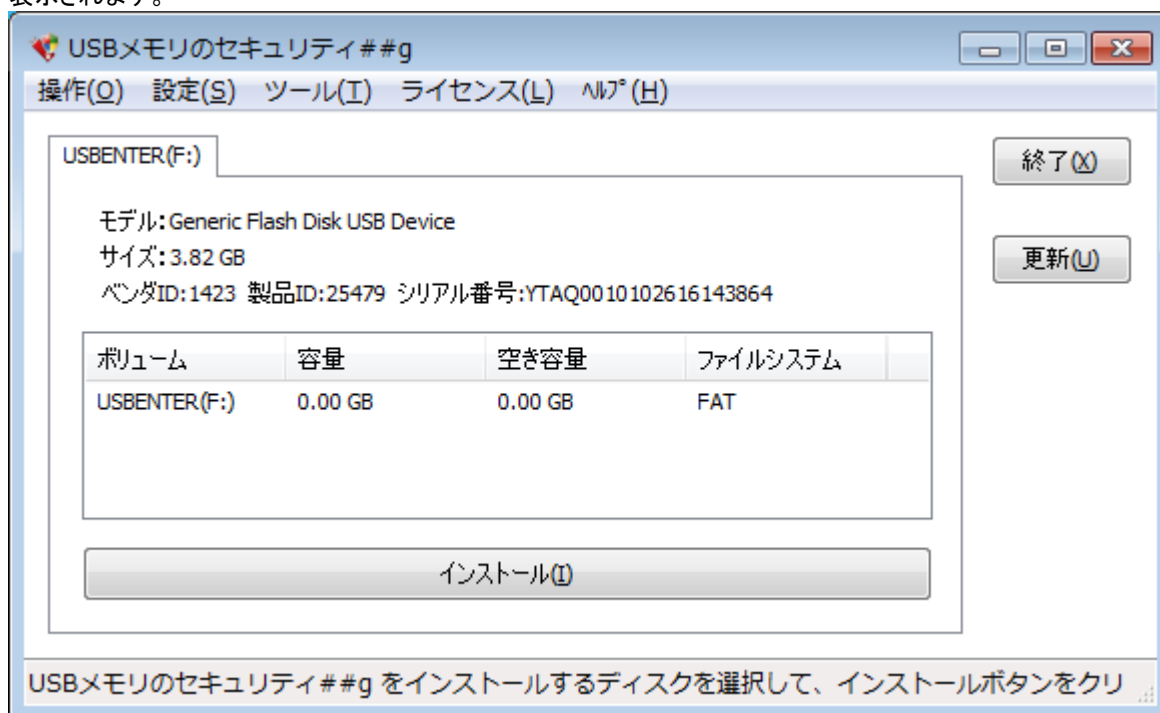 表示されます。
USBメモリのセキュリティ##g
操作(O) 設定(S) ツール(T) ライセンス(L) ﾍﾙﾌﾟ(H)
USBENTER(F:)
終了(X)
モデル:Generic Flash Disk USB Device
サイズ:3.82 GB
更新(U)
ベンダID:1423 製品ID:25479 シリアル番号:YTAQ0010102616143864
ボリューム 容量 空き容量 ファイルシステム
USBENTER(F:) 0.00 GB 0.00 GB FAT
インストール(I)
USBメモリのセキュリティ##g をインストールするディスクを選択して、インストールボタンをクリ